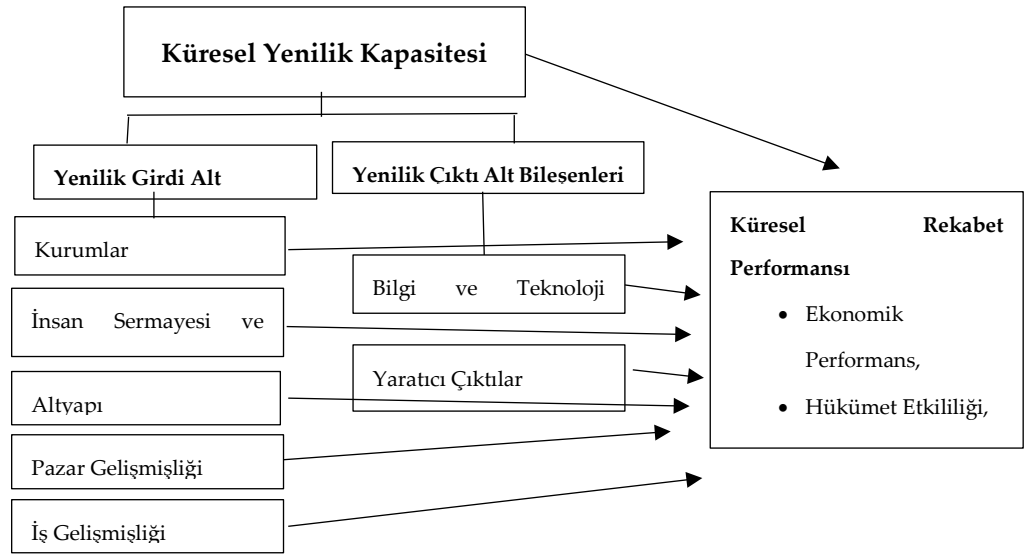 Küresel Yenilik Kapasitesi
Yenilik Girdi Alt
Yenilik Çıktı Alt Bileşenleri
Kurumlar
İnsan Sermayesi ve
Altyapı
Pazar Gelişmişliği
İş Gelişmişliği
Bilgi ve Teknoloji
Yaratıcı Çıktılar
Küresel Rekabet
Performansı
• Ekonomik
Performans,
• Hükümet Etkililiği,